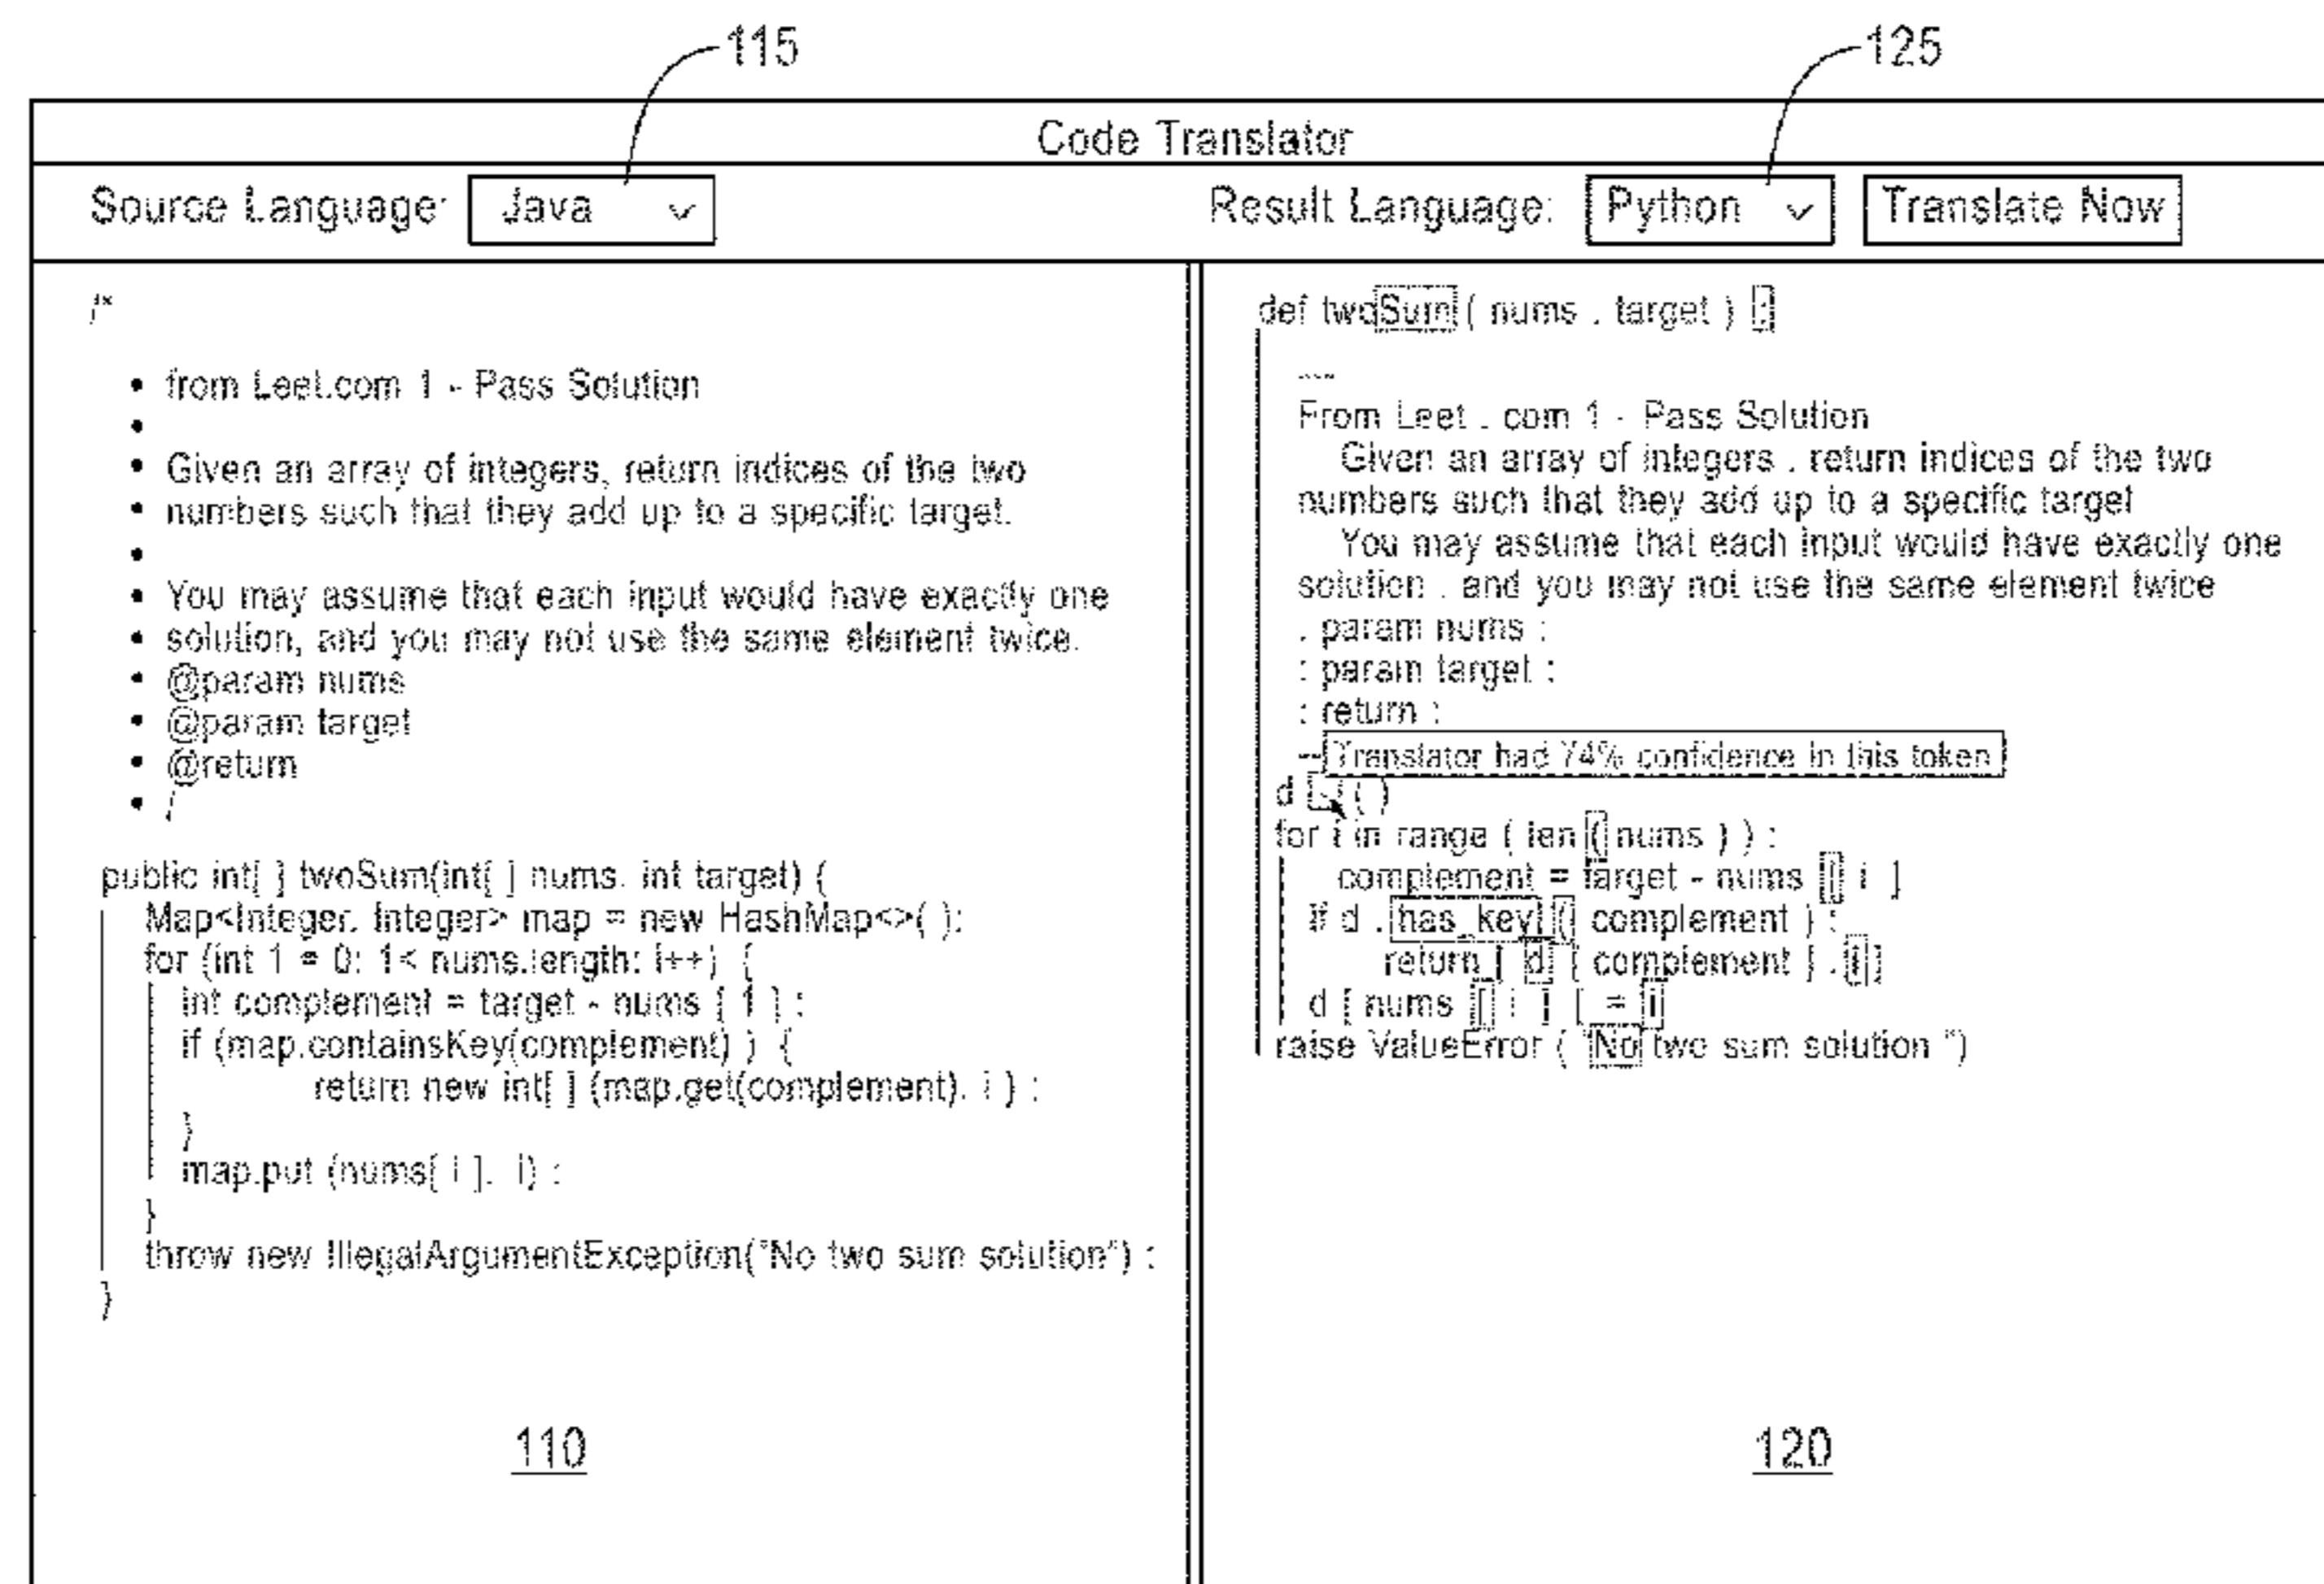 115
125
Code Translator
Source Language: Java
Result Language: Python Translate Now
/*
• from Leet.com 1 - Pass Solution
•
• Given an array of integers, return indices of the two
• numbers such that they add up to a specific target.
•
• You may assume that each input would have exactly one
• solution, and you may not use the same element twice.
• @param nums
• @param target
• @return
• /
public int[ ] twoSum(int[ ] nums. int target) {
Map<Integer. Integer> map = new HashMap<>( ):
for (int 1 = 0: 1< nums.length: i++) {
int complement = target - nums [ 1 ] :
if (map.containsKey(complement) ) {
return new int[ ] (map.get(complement). i } :
}
map.put (nums[ i ]. i) :
}
throw new IllegalArgumentException("No two sum solution") :
}
110
def twoSum ( nums . target ) :
From Leet . com 1 - Pass Solution
Given an array of integers . return indices of the two
numbers such that they add up to a specific target
You may assume that each input would have exactly one
solution . and you may not use the same element twice
. param nums :
: param target :
: return :
Translator had 74% confidence in this token
d ( )
for i in range ( len ( nums ) ) :
complement = target - nums [ i ]
if d . has_key ( complement ) :
return [ d [ complement ] . i ]
d [ nums [ i ] [ = i
raise ValueError ( "No two sum solution ")
120